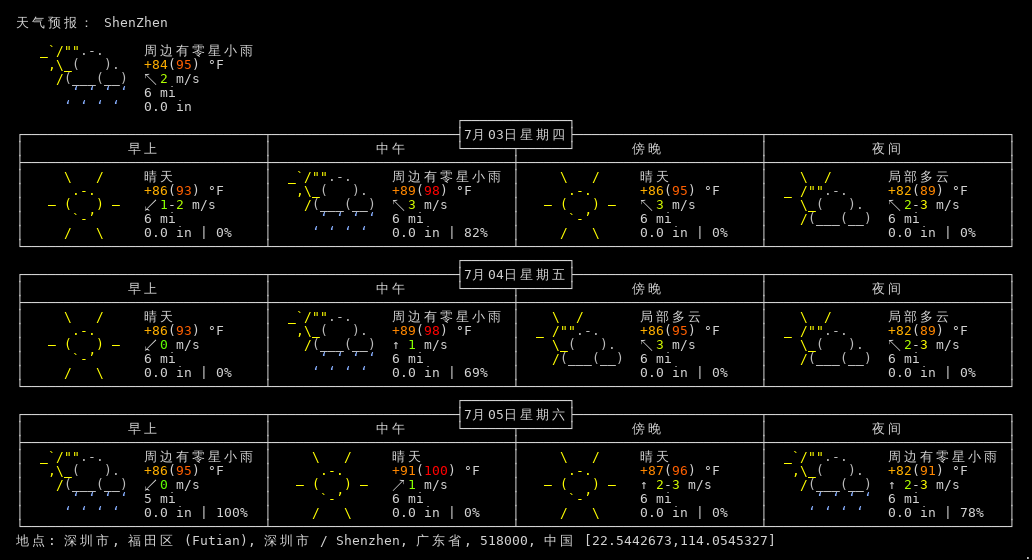 天气预报： ShenZhen
周边有零星小雨
+84(95) °F
↖2 m/s
6 mi
0.0 in
7月03日星期四
早上 中午 傍晚 夜间
晴天 周边有零星小雨 晴天 局部多云
+86(93) °F +89(98) °F +86(95) °F +82(89) °F
↙1-2 m/s ↖3 m/s ↖3 m/s ↖2-3 m/s
6 mi 6 mi 6 mi 6 mi
0.0 in | 0% 0.0 in | 82% 0.0 in | 0% 0.0 in | 0%
7月04日星期五
早上 中午 傍晚 夜间
晴天 周边有零星小雨 局部多云 局部多云
+86(93) °F +89(98) °F +86(95) °F +82(89) °F
↙0 m/s ↑ 1 m/s ↖3 m/s ↖2-3 m/s
6 mi 6 mi 6 mi 6 mi
0.0 in | 0% 0.0 in | 69% 0.0 in | 0% 0.0 in | 0%
7月05日星期六
早上 中午 傍晚 夜间
周边有零星小雨 晴天 晴天 周边有零星小雨
+86(95) °F +91(100) °F +87(96) °F +82(91) °F
↙0 m/s ↗1 m/s ↑ 2-3 m/s ↑ 2-3 m/s
5 mi 6 mi 6 mi 6 mi
0.0 in | 100% 0.0 in | 0% 0.0 in | 0% 0.0 in | 78%
地点: 深圳市, 福田区 (Futian), 深圳市 / Shenzhen, 广东省, 518000, 中国 [22.5442673,114.0545327]